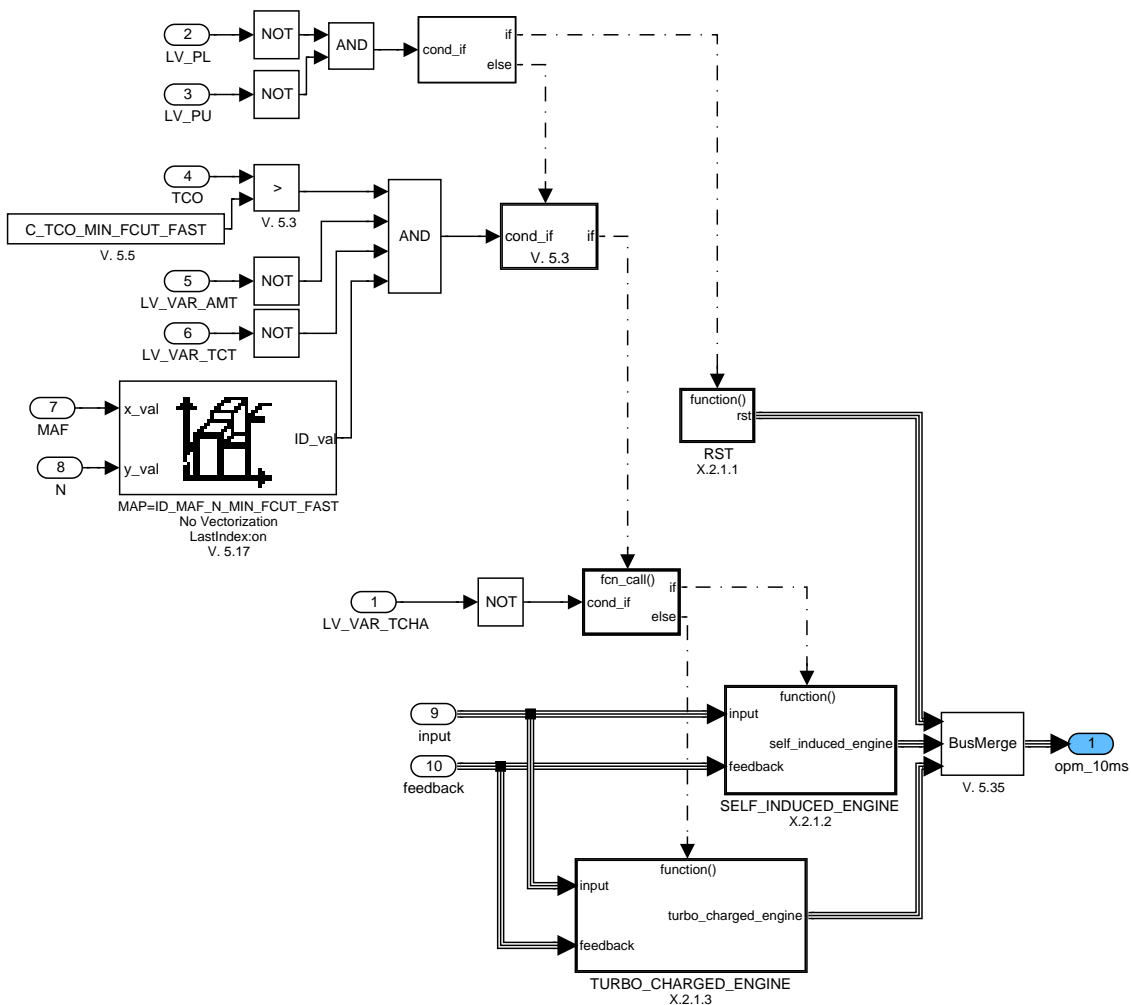 2
LV_PL
NOT
AND
cond_if
if
else
3
LV_PU
NOT
4
TCO
>
V. 5.3
C_TCO_MIN_FCUT_FAST
V. 5.5
AND
cond_if
if
V. 5.3
5
LV_VAR_AMT
NOT
6
LV_VAR_TCT
NOT
7
MAF
x_val
ID_val
8
N
y_val
MAP=ID_MAF_N_MIN_FCUT_FAST
No Vectorization
LastIndex:on
V. 5.17
function()
rst
RST
X.2.1.1
1
LV_VAR_TCHA
NOT
fcn_call()
cond_if
if
else
9
input
10
feedback
function()
input
self_induced_engine
feedback
SELF_INDUCED_ENGINE
X.2.1.2
BusMerge
V. 5.35
1
opm_10ms
function()
input
turbo_charged_engine
feedback
TURBO_CHARGED_ENGINE
X.2.1.3